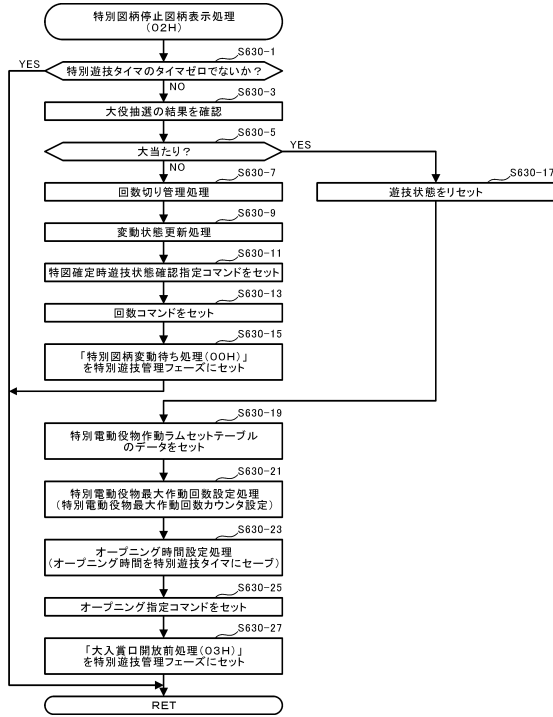 特別図柄停止図柄表示処理
(02H)
S630-1
YES
特別遊技タイマのタイマゼロでないか？
NO
S630-3
大役抽選の結果を確認
S630-5
大当たり？
YES
NO
S630-7
回数切り管理処理
S630-17
遊技状態をリセット
S630-9
変動状態更新処理
S630-11
特図確定時遊技状態確認指定コマンドをセット
S630-13
回数コマンドをセット
S630-15
「特別図柄変動待ち処理(00H)」
を特別遊技管理フェーズにセット
S630-19
特別電動役物作動ラムセットテーブル
のデータをセット
S630-21
特別電動役物最大作動回数設定処理
(特別電動役物最大作動回数カウンタ設定)
S630-23
オープニング時間設定処理
(オープニング時間を特別遊技タイマにセーブ)
S630-25
オープニング指定コマンドをセット
S630-27
「大入賞口開放前処理(03H)」
を特別遊技管理フェーズにセット
RET